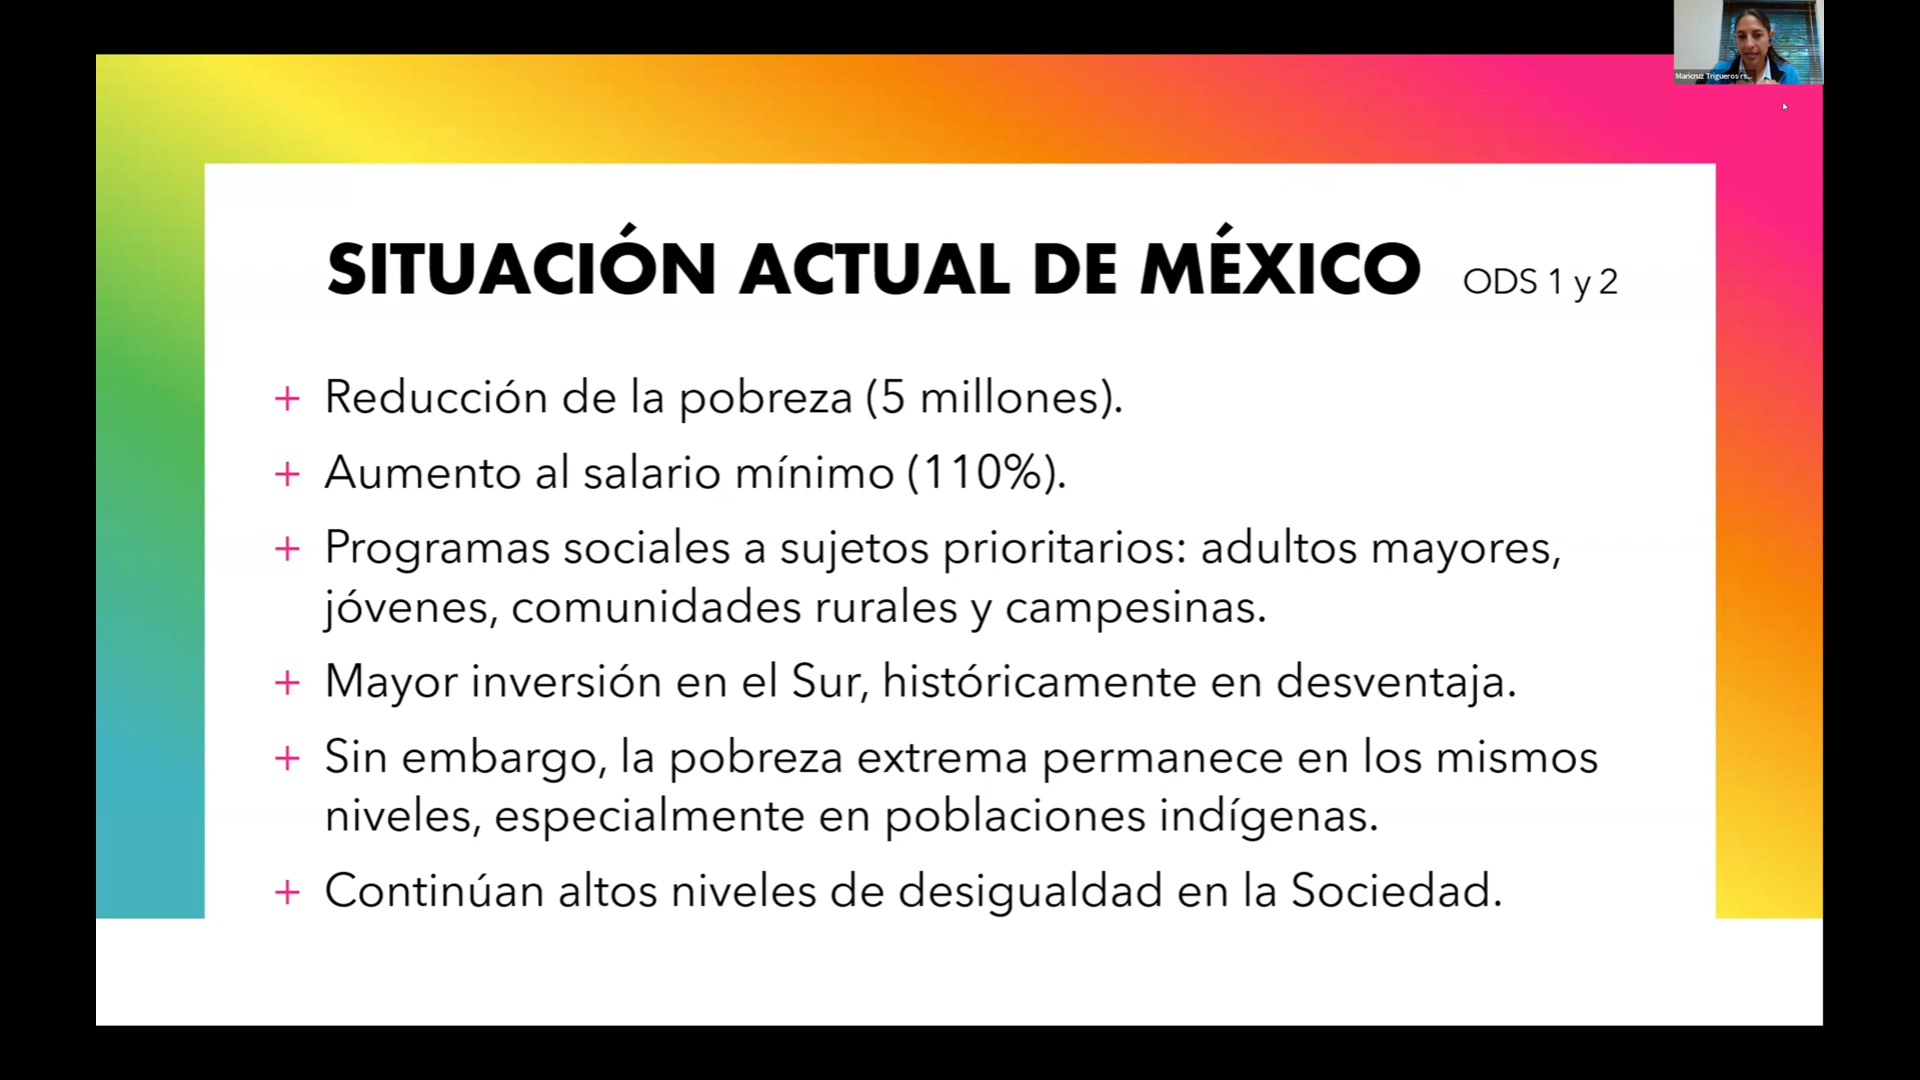 Maricruz Trigueros rs...
SITUACIÓN ACTUAL DE MÉXICO ODS 1 y 2
+ Reducción de la pobreza (5 millones).
+ Aumento al salario mínimo (110%).
+ Programas sociales a sujetos prioritarios: adultos mayores,
jóvenes, comunidades rurales y campesinas.
+ Mayor inversión en el Sur, históricamente en desventaja.
+ Sin embargo, la pobreza extrema permanece en los mismos
niveles, especialmente en poblaciones indígenas.
+ Continúan altos niveles de desigualdad en la Sociedad.